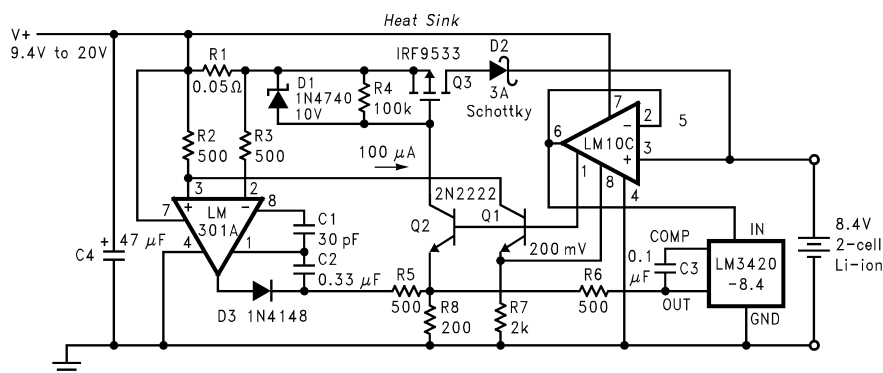 Heat Sink
V+
9.4V to 20V
R1
0.05Ω
D1
1N4740
10V
R4
100k
IRF9533
Q3
D2
3A
Schottky
7
6
2
5
LM10C
−
+
3
1
8
4
R2
500
R3
500
100 μA
3
2
+
−
7
LM
301A
8
4
1
C1
30 pF
C2
0.33 μF
2N2222
Q2
Q1
200 mV
C4
+
47 μF
D3 1N4148
R5
500
R8
200
R7
2k
R6
500
COMP
0.1
μF
C3
OUT
IN
LM3420
-8.4
GND
8.4V
2-cell
Li-ion